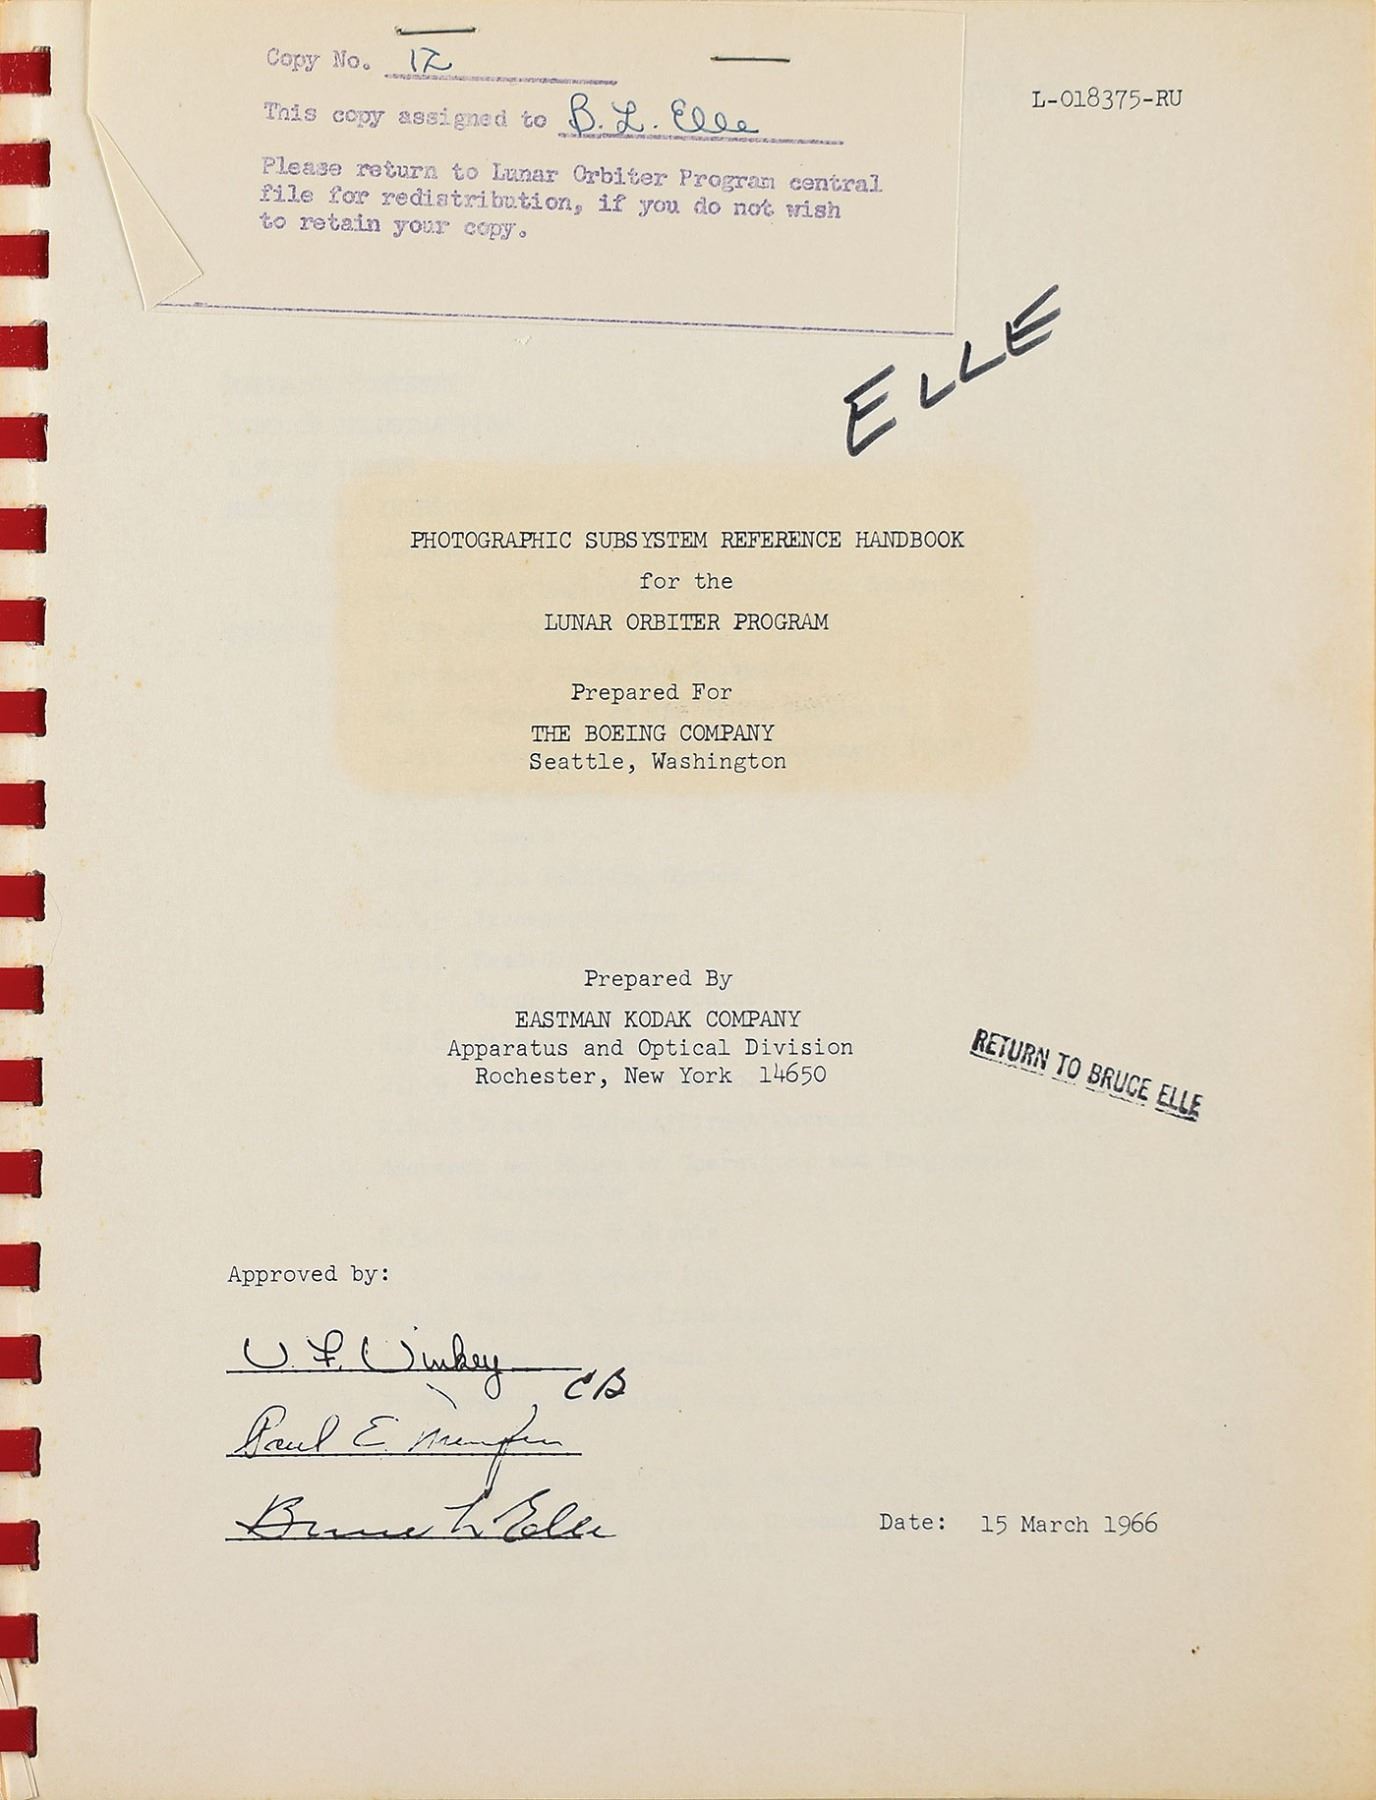 Copy No. 12
L-018375-RU
This copy assigned to B. L. Elle
Please return to Lunar Orbiter Program central
file for redistribution, if you do not wish
to retain your copy.
ELLE
PHOTOGRAPHIC SUBSYSTEM REFERENCE HANDBOOK
for the
LUNAR ORBITER PROGRAM
Prepared For
THE BOEING COMPANY
Seattle, Washington
Prepared By
EASTMAN KODAK COMPANY
Apparatus and Optical Division
Rochester, New York 14650
RETURN TO BRUCE ELLE
Approved by:
CB
Paul E.
Bruce L. Elle
Date: 15 March 1966